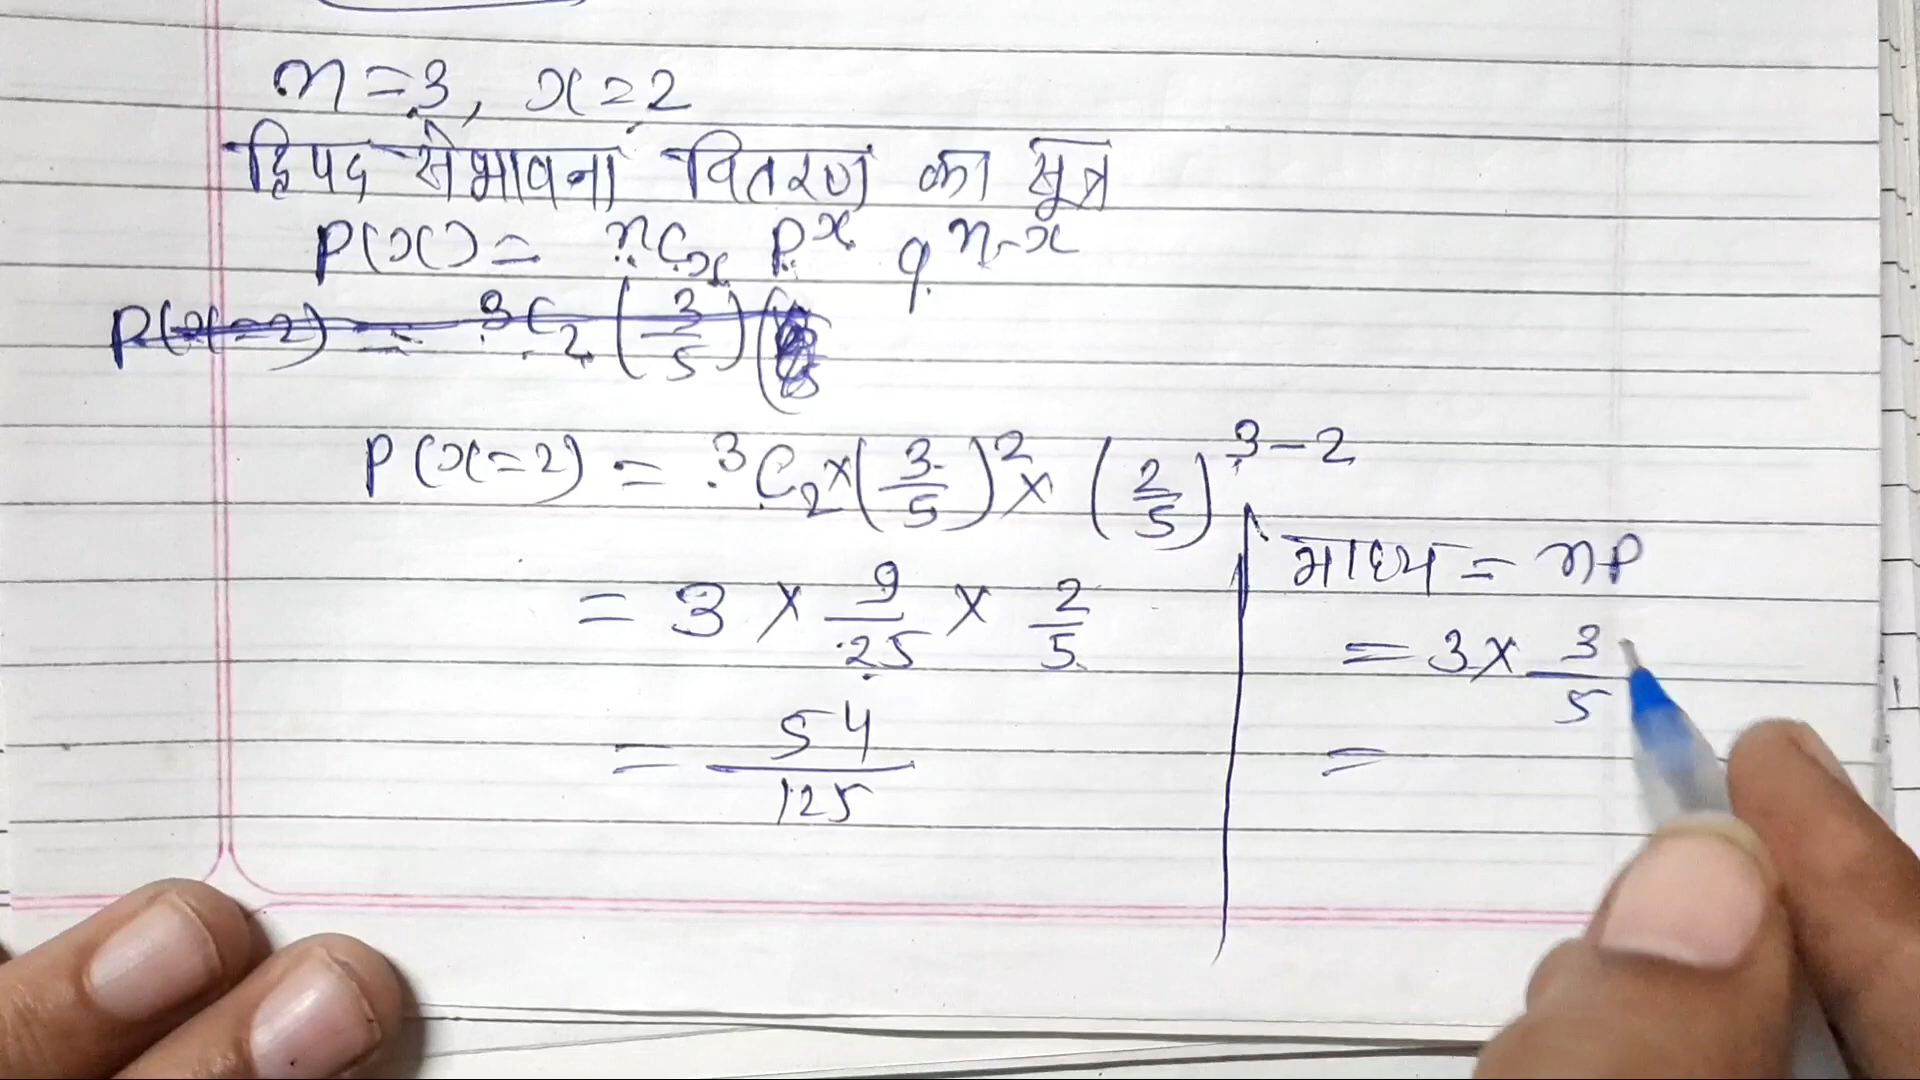 n=3, x=2
द्विपद संभावना वितरण का सूत्र
P(x) = ⁿCₓ Pˣ qⁿ⁻ˣ
P(x=2) = ³C₂ (3/5) (
P(x=2) = ³C₂ × (3/5)² × (2/5)³⁻²
= 3 × 9/25 × 2/5
= 54/125
माध्य = nP
= 3 × 3/5
=